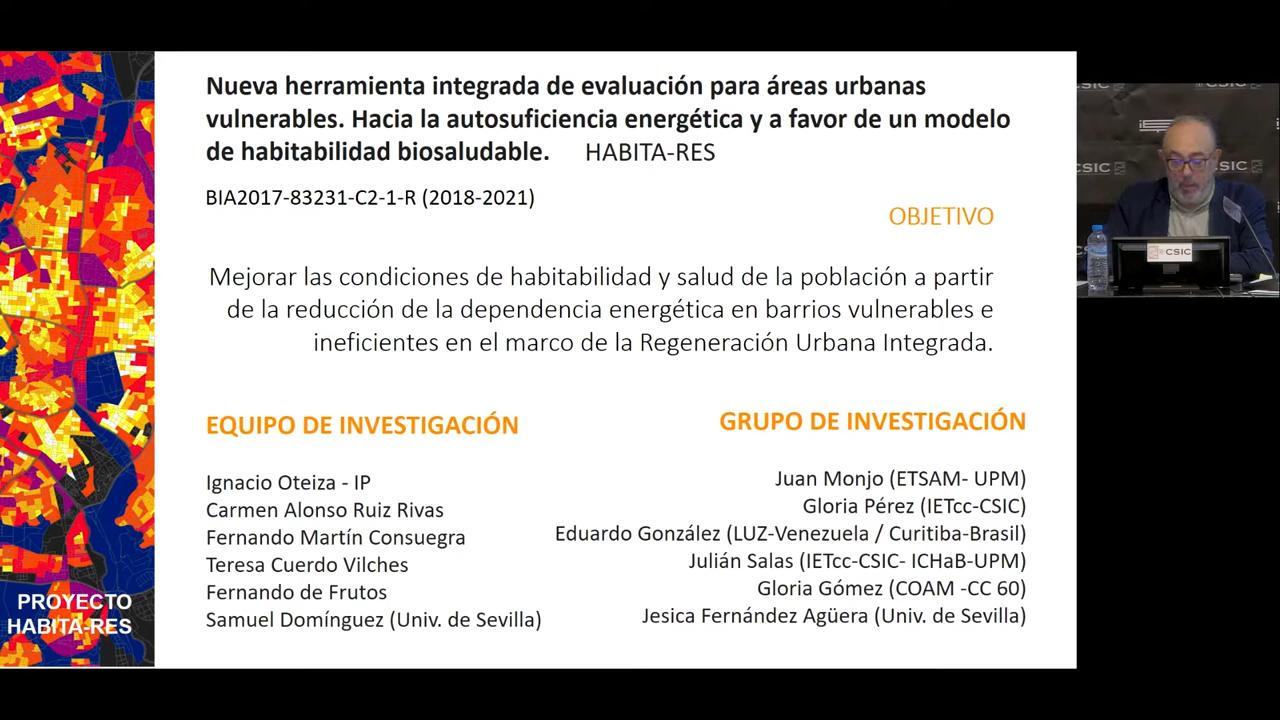 Nueva herramienta integrada de evaluación para áreas urbanas
vulnerables. Hacia la autosuficiencia energética y a favor de un modelo
de habitabilidad biosaludable. HABITA-RES
BIA2017-83231-C2-1-R (2018-2021)
OBJETIVO
Mejorar las condiciones de habitabilidad y salud de la población a partir
de la reducción de la dependencia energética en barrios vulnerables e
ineficientes en el marco de la Regeneración Urbana Integrada.
EQUIPO DE INVESTIGACIÓN
Ignacio Oteiza - IP
Carmen Alonso Ruiz Rivas
Fernando Martín Consuegra
Teresa Cuerdo Vilches
Fernando de Frutos
Samuel Domínguez (Univ. de Sevilla)
GRUPO DE INVESTIGACIÓN
Juan Monjo (ETSAM- UPM)
Gloria Pérez (IETcc-CSIC)
Eduardo González (LUZ-Venezuela / Curitiba-Brasil)
Julián Salas (IETcc-CSIC- ICHaB-UPM)
Gloria Gómez (COAM -CC 60)
Jesica Fernández Agüera (Univ. de Sevilla)
PROYECTO
HABITA-RES
CSIC
CSIC
CSIC
CSIC